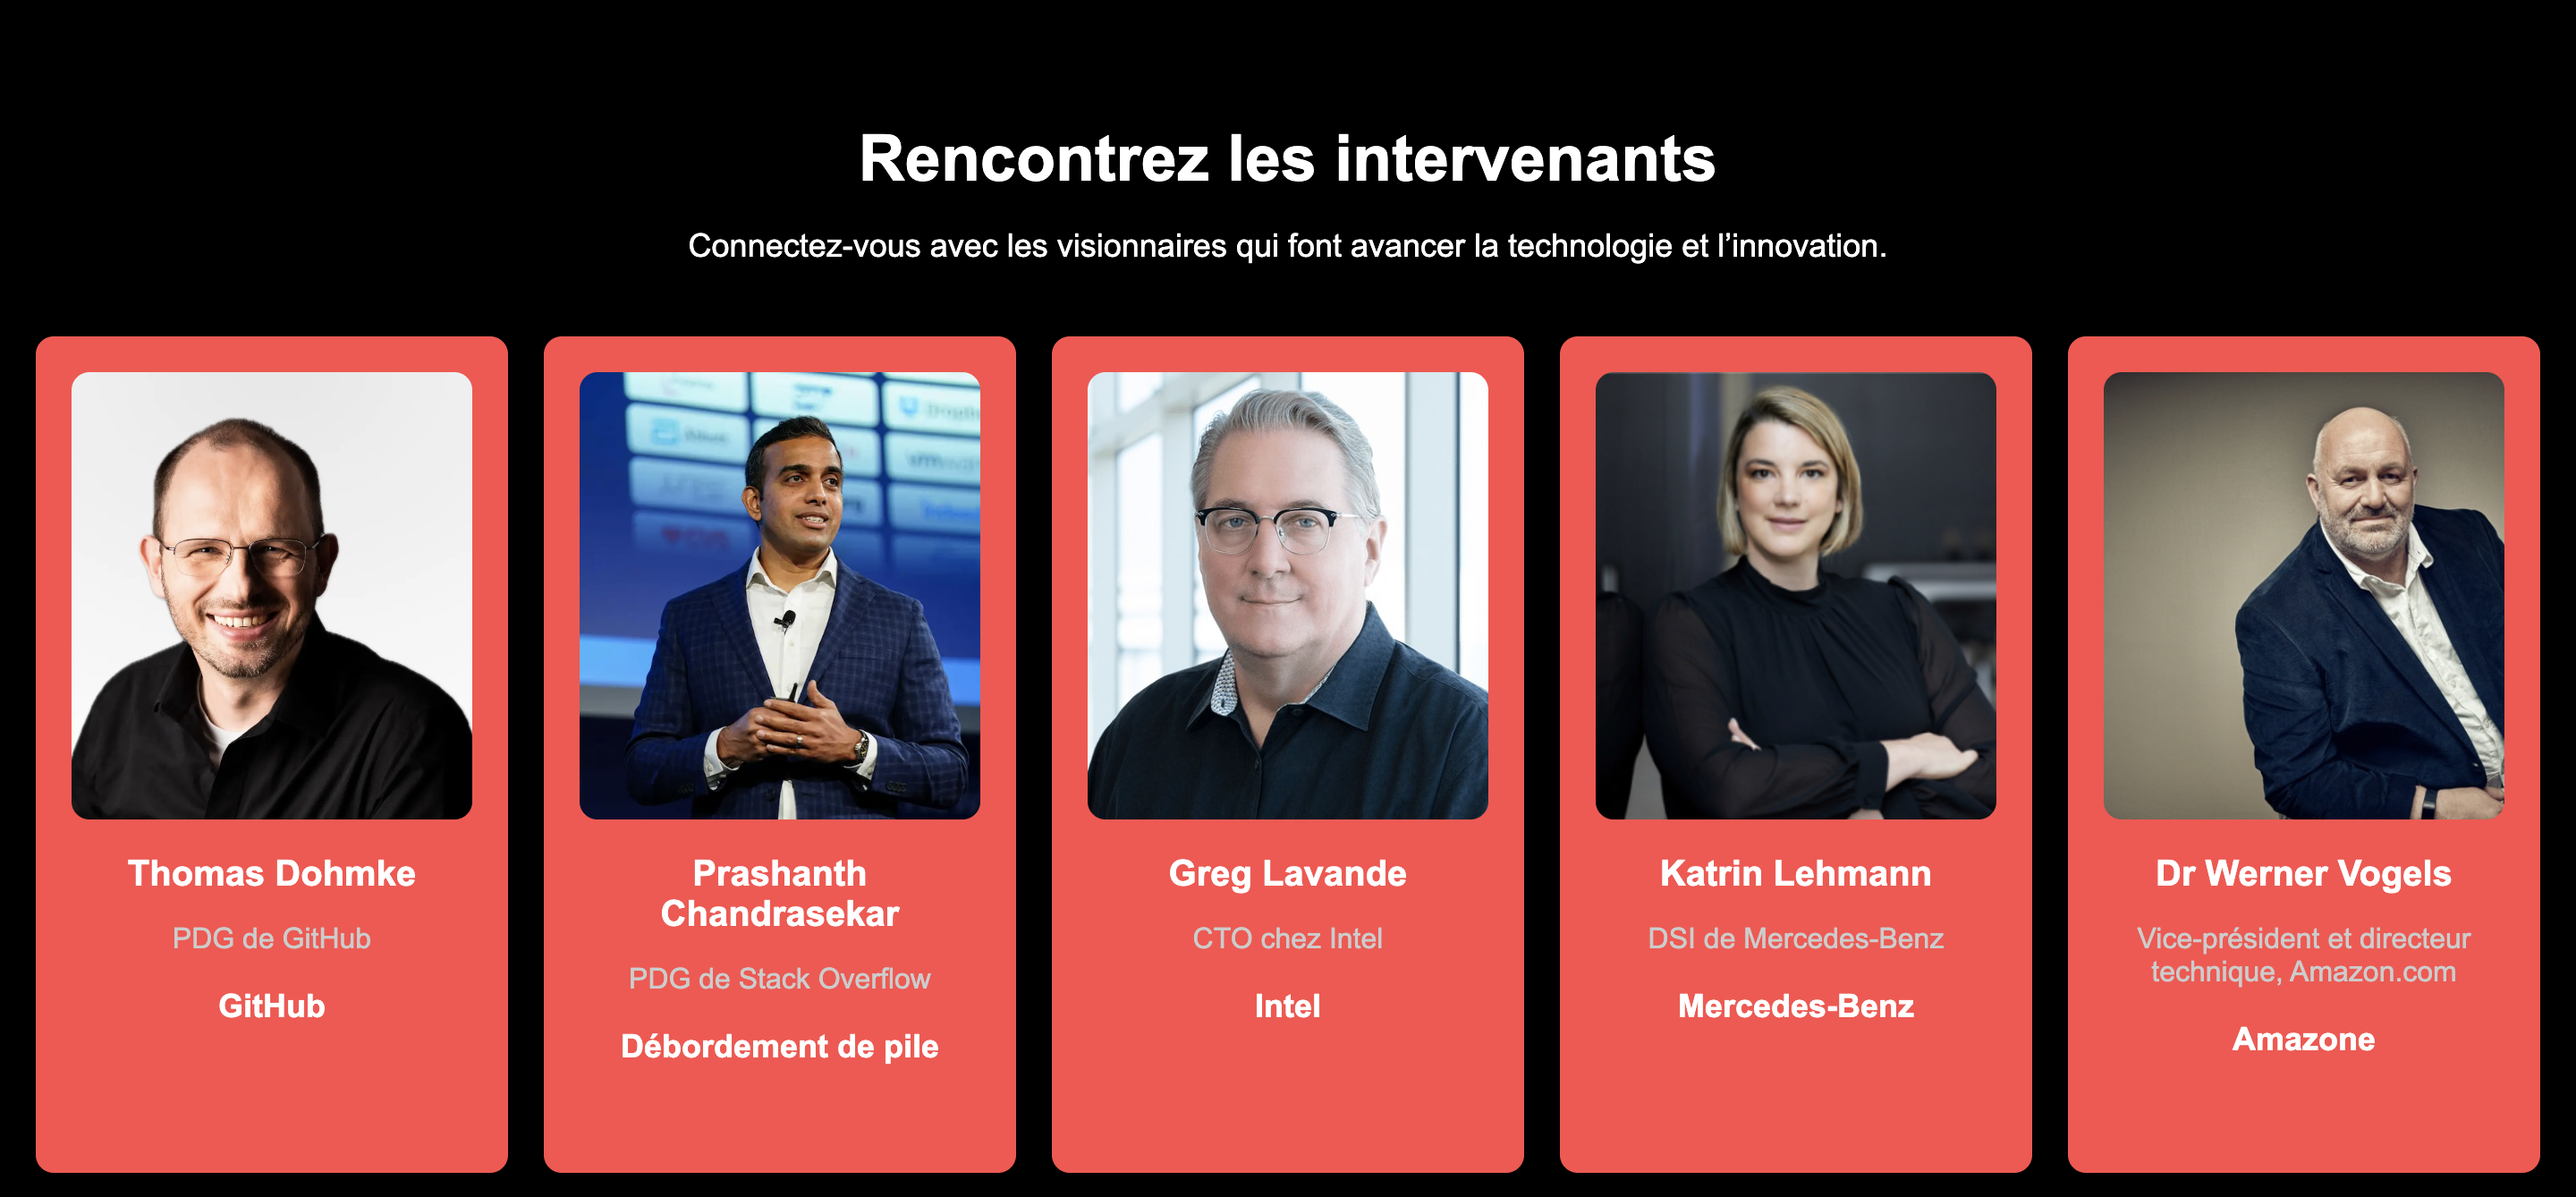 Rencontrez les intervenants
Connectez-vous avec les visionnaires qui font avancer la technologie et l’innovation.
Thomas Dohmke
PDG de GitHub
GitHub
Prashanth
Chandrasekar
PDG de Stack Overflow
Débordement de pile
Greg Lavande
CTO chez Intel
Intel
Katrin Lehmann
DSI de Mercedes-Benz
Mercedes-Benz
Dr Werner Vogels
Vice-président et directeur
technique, Amazon.com
Amazone